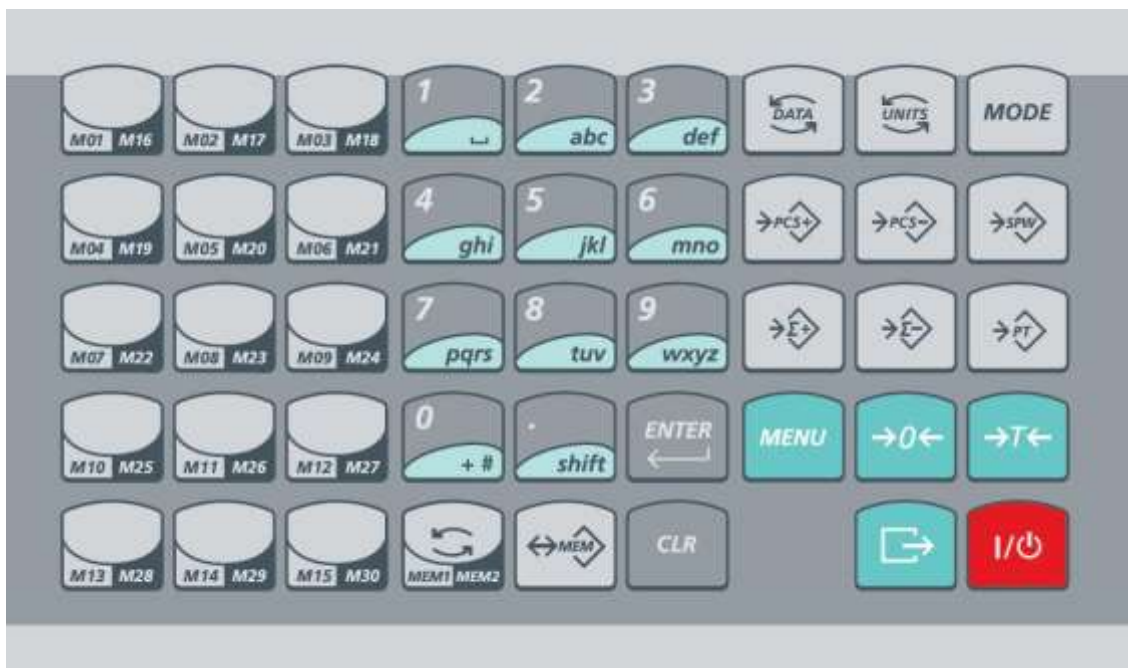 1 2 3
M01 M16 M02 M17 M03 M18 ⎵ abc def DATA UNITS MODE
4 5 6
M04 M19 M05 M20 M06 M21 ghi jkl mno →PCS+ →PCS- →SPW
7 8 9
M07 M22 M08 M23 M09 M24 pqrs tuv wxyz →Σ+ →Σ- →PT
0 . ENTER
M10 M25 M11 M26 M12 M27 + # shift MENU →0← →T←
M13 M28 M14 M29 M15 M30 MEM1 MEM2 ↔MEM CLR I/⏻